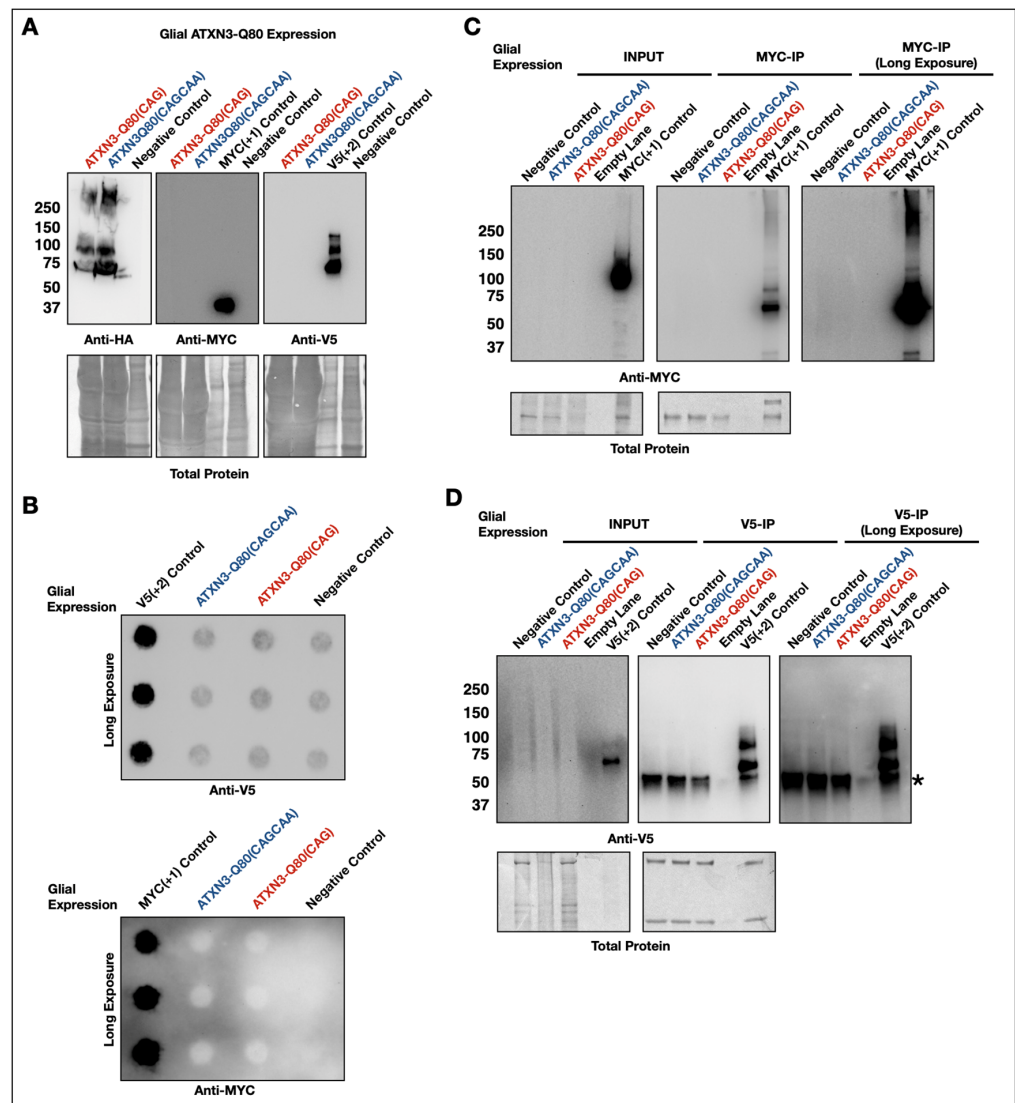 A
Glial ATXN3-Q80 Expression
ATXN3-Q80(CAG)
ATXN3Q80(CAGCAA)
Negative Control
ATXN3-Q80(CAG)
ATXN3Q80(CAGCAA)
MYC(+1) Control
Negative Control
ATXN3-Q80(CAG)
ATXN3Q80(CAGCAA)
V5(+2) Control
Negative Control
250
150
100
75
50
37
Anti-HA
Anti-MYC
Anti-V5
Total Protein
B
Glial
Expression
V5(+2) Control
ATXN3-Q80(CAGCAA)
ATXN3-Q80(CAG)
Negative Control
Long Exposure
Anti-V5
Glial
Expression
MYC(+1) Control
ATXN3-Q80(CAGCAA)
ATXN3-Q80(CAG)
Negative Control
Long Exposure
Anti-MYC
C
Glial
Expression
INPUT
MYC-IP
MYC-IP
(Long Exposure)
Negative Control
ATXN3-Q80(CAGCAA)
ATXN3-Q80(CAG)
Empty Lane
MYC(+1) Control
Negative Control
ATXN3-Q80(CAGCAA)
ATXN3-Q80(CAG)
Empty Lane
MYC(+1) Control
Negative Control
ATXN3-Q80(CAGCAA)
ATXN3-Q80(CAG)
Empty Lane
MYC(+1) Control
250
150
100
75
50
37
Anti-MYC
D
Glial
Expression
INPUT
V5-IP
V5-IP
(Long Exposure)
Negative Control
ATXN3-Q80(CAGCAA)
ATXN3-Q80(CAG)
Empty Lane
V5(+2) Control
Negative Control
ATXN3-Q80(CAGCAA)
ATXN3-Q80(CAG)
Empty Lane
V5(+2) Control
Negative Control
ATXN3-Q80(CAGCAA)
ATXN3-Q80(CAG)
Empty Lane
V5(+2) Control
250
150
100
75
50
37
*
Anti-V5
Total Protein